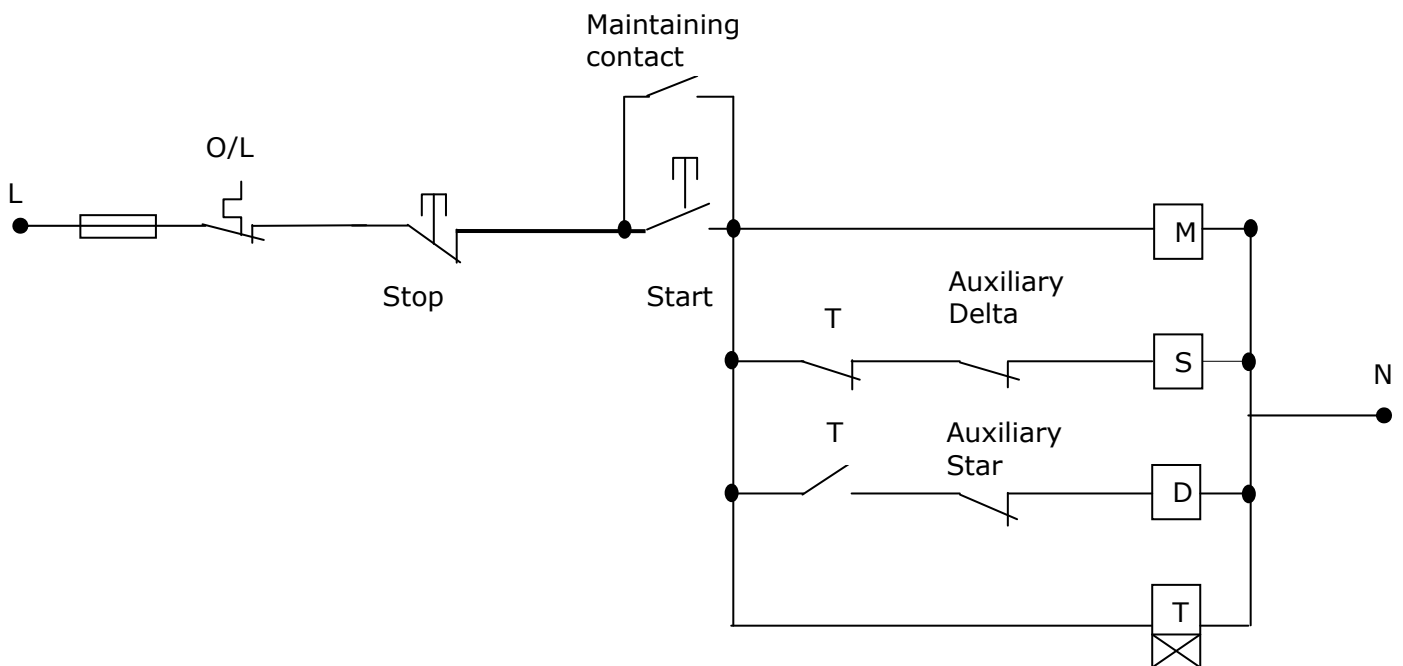 Maintaining
contact
O/L
L
Stop
Start
M
Auxiliary
Delta
T
S
N
T
Auxiliary
Star
D
T